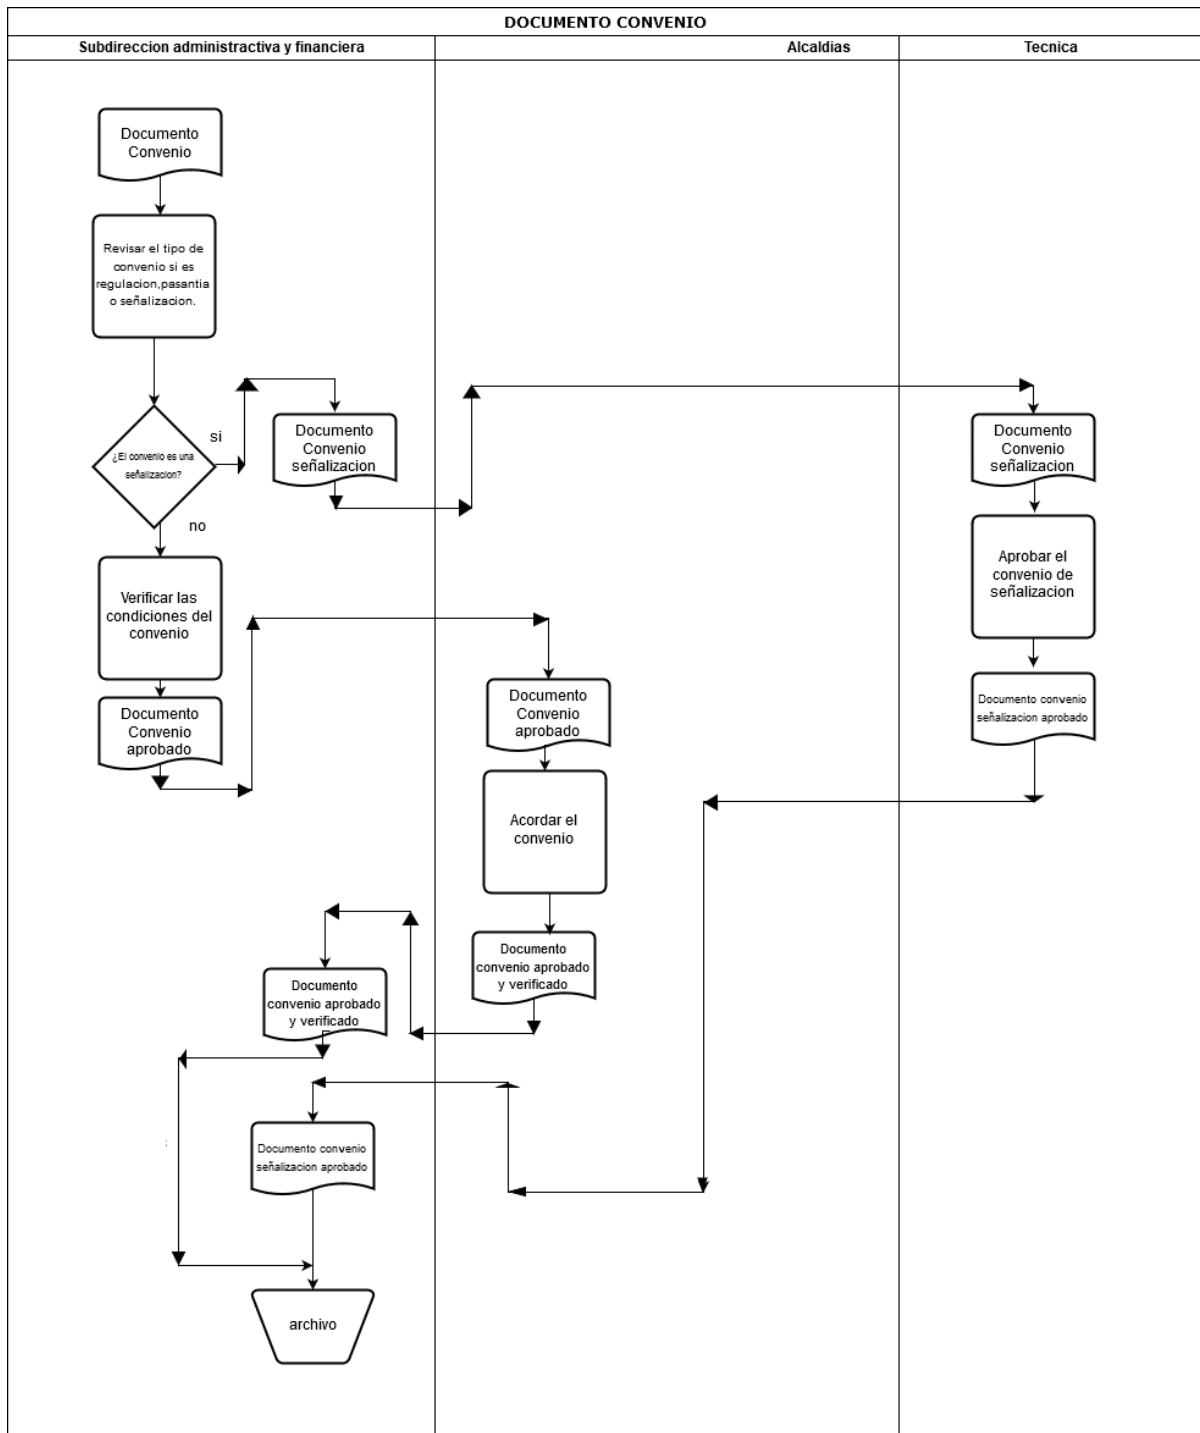 DOCUMENTO CONVENIO
Subdireccion administractiva y financiera
Alcaldias
Tecnica
Documento
Convenio
Revisar el tipo de
convenio si es
regulacion,pasantia
o señalizacion.
¿El convenio es una
señalizacion?
si
no
Documento
Convenio
señalizacion
Documento
Convenio
señalizacion
Aprobar el
convenio de
señalizacion
Documento convenio
señalizacion aprobado
Verificar las
condiciones del
convenio
Documento
Convenio
aprobado
Documento
Convenio
aprobado
Acordar el
convenio
Documento
convenio aprobado
y verificado
Documento
convenio aprobado
y verificado
Documento convenio
señalizacion aprobado
archivo